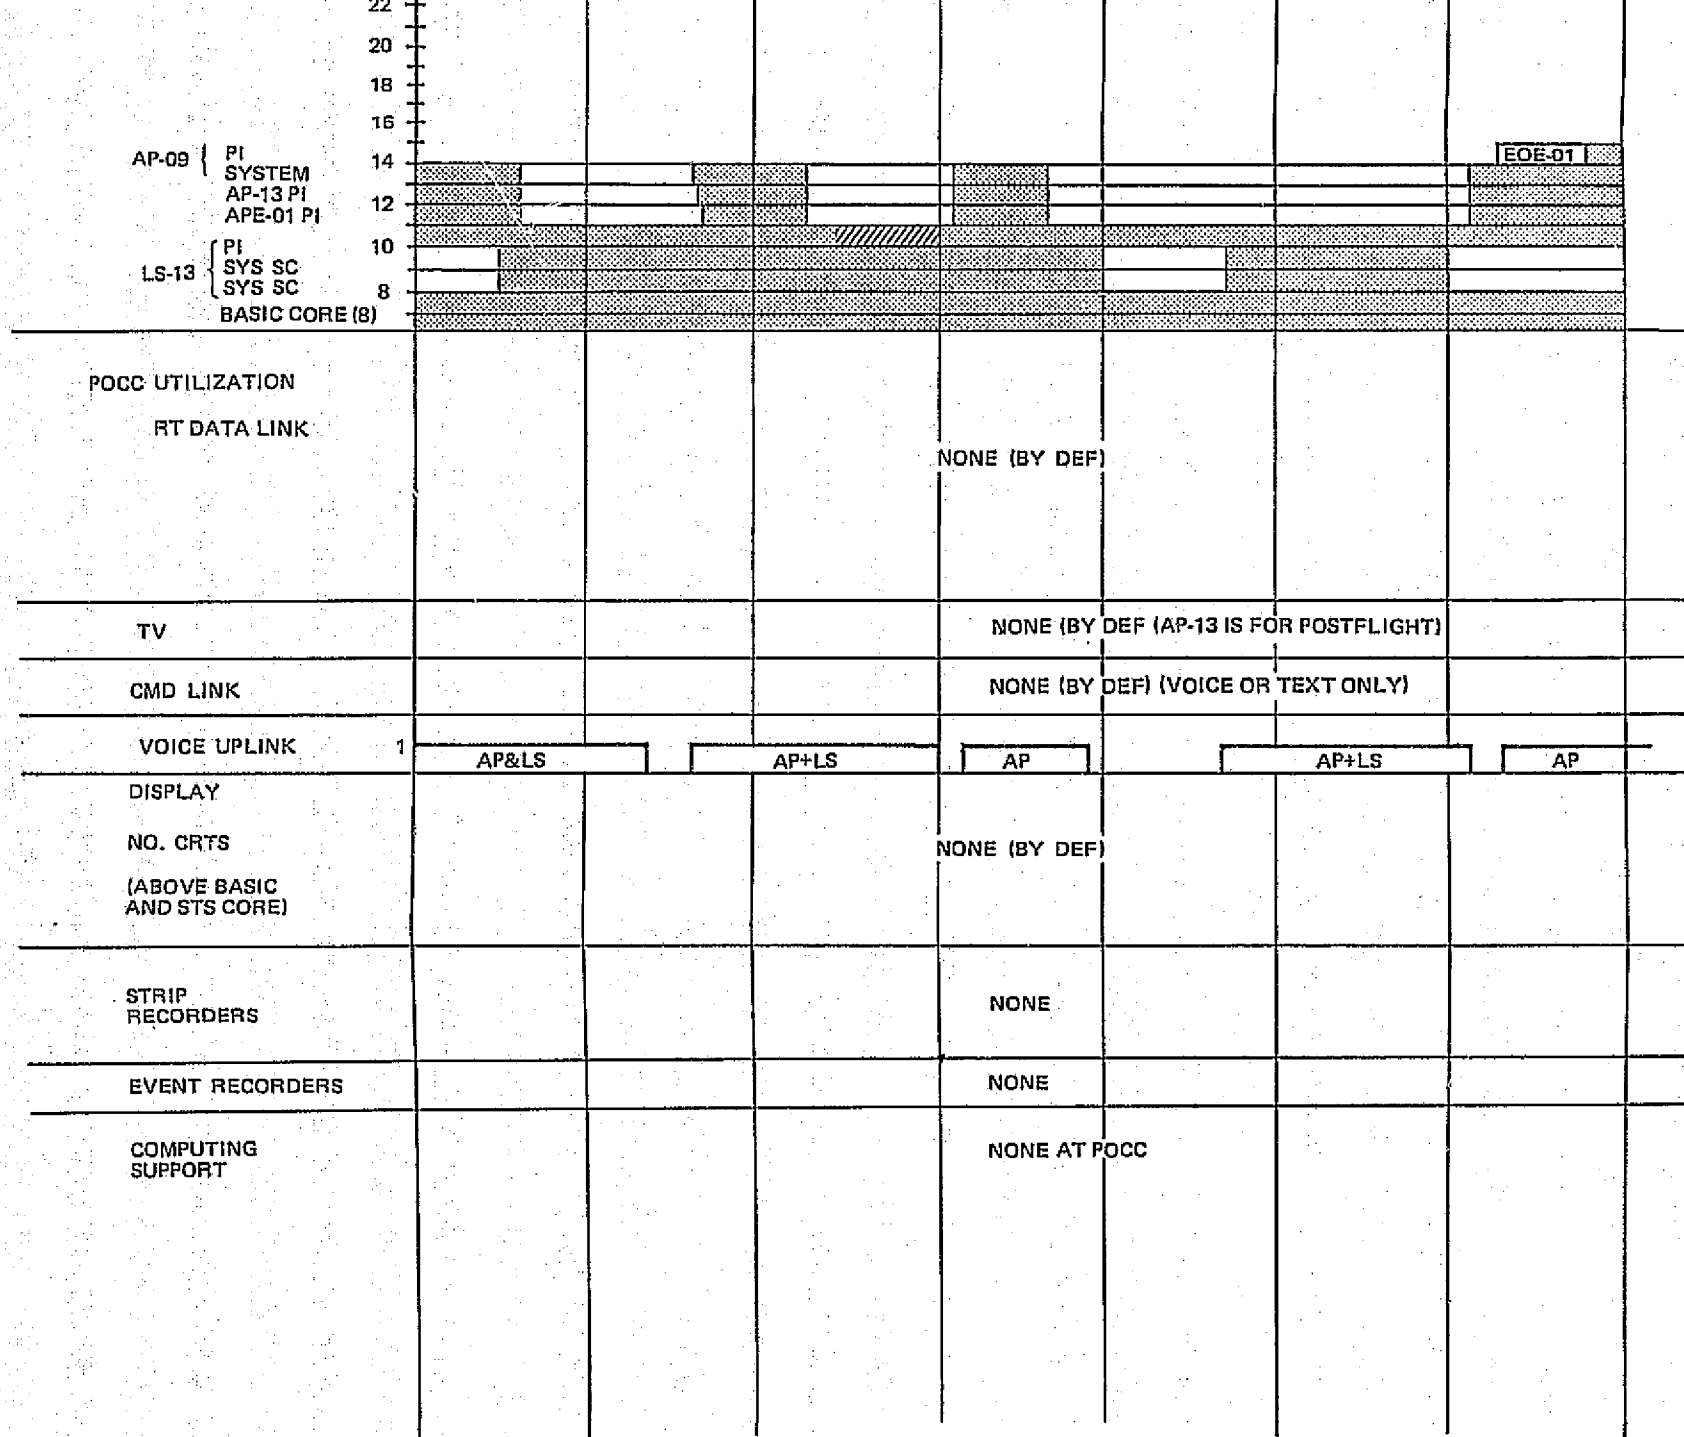 22
20
18
16
AP-09 { PI
14
EOE-01
SYSTEM
AP-13 PI
12
APE-01 PI
LS-13 { PI
10
SYS SC
SYS SC
8
BASIC CORE (8)
POCC UTILIZATION
RT DATA LINK
NONE (BY DEF)
TV
NONE (BY DEF (AP-13 IS FOR POSTFLIGHT)
CMD LINK
NONE (BY DEF) (VOICE OR TEXT ONLY)
VOICE UPLINK 1
AP&LS
AP+LS
AP
AP+LS
AP
DISPLAY
NO. CRTS
NONE (BY DEF)
(ABOVE BASIC
AND STS CORE)
STRIP
RECORDERS
NONE
EVENT RECORDERS
NONE
COMPUTING
SUPPORT
NONE AT POCC